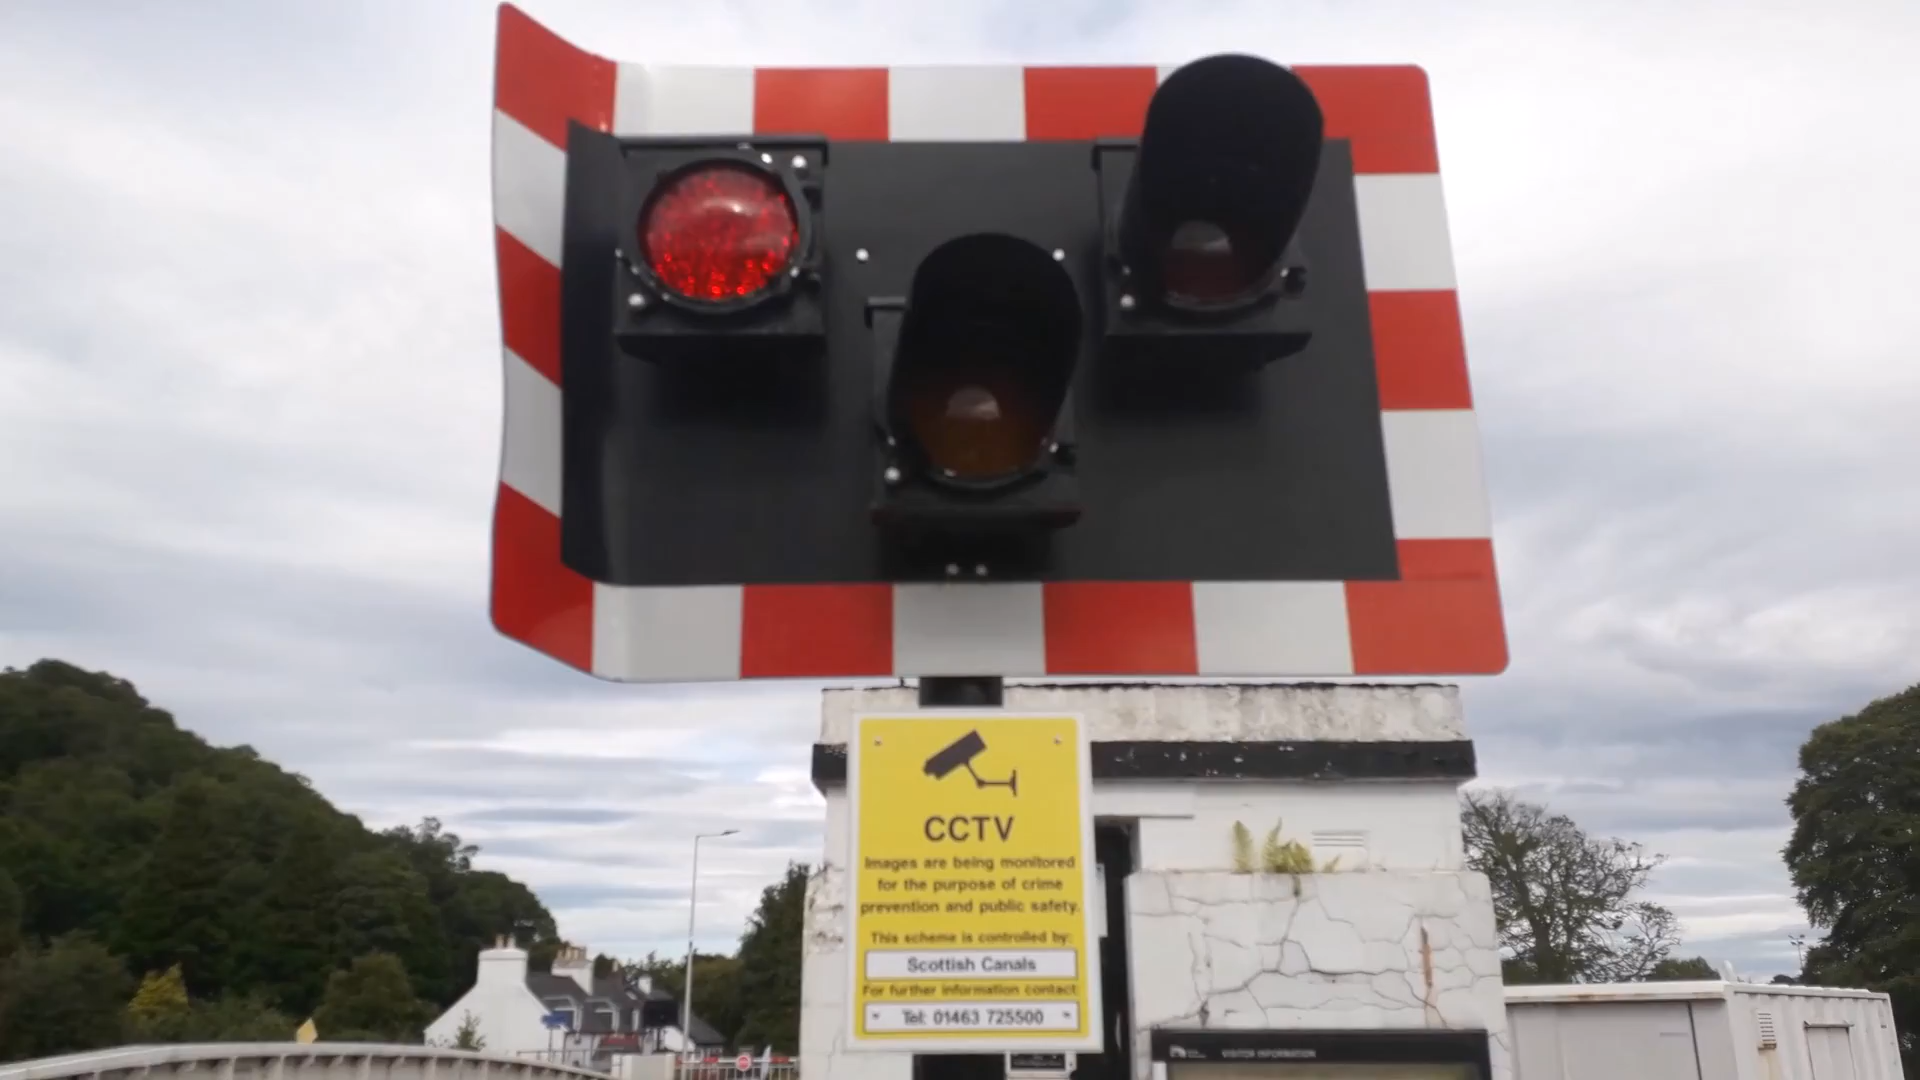 CCTV
Images are being monitored
for the purpose of crime
prevention and public safety.
This scheme is controlled by:
Scottish Canals
For further information contact
Tel: 01463 725500
VISITOR INFORMATION